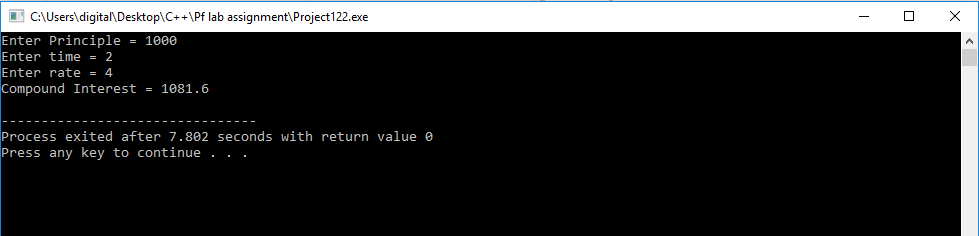 C:\Users\digital\Desktop\C++\Pf lab assignment\Project122.exe
Enter Principle = 1000
Enter time = 2
Enter rate = 4
Compound Interest = 1081.6
--------------------------------
Process exited after 7.802 seconds with return value 0
Press any key to continue . . .